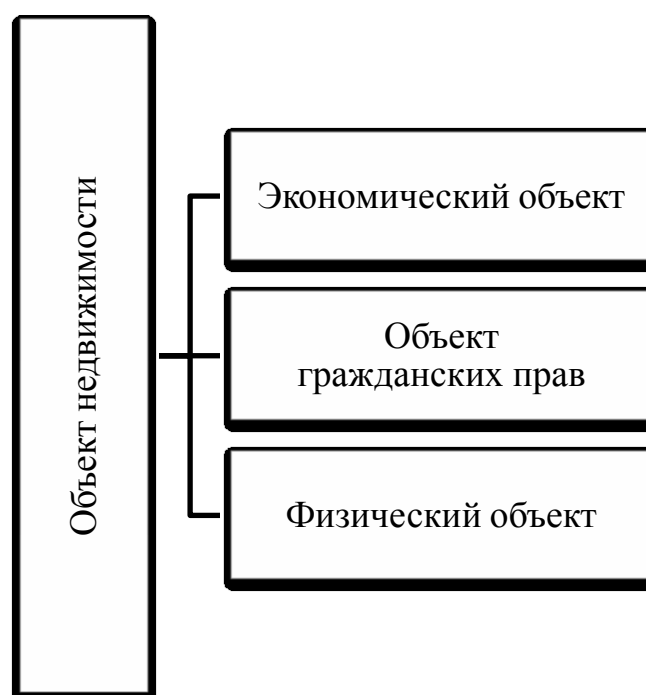 Объект недвижимости
Экономический объект
Объект
гражданских прав
Физический объект